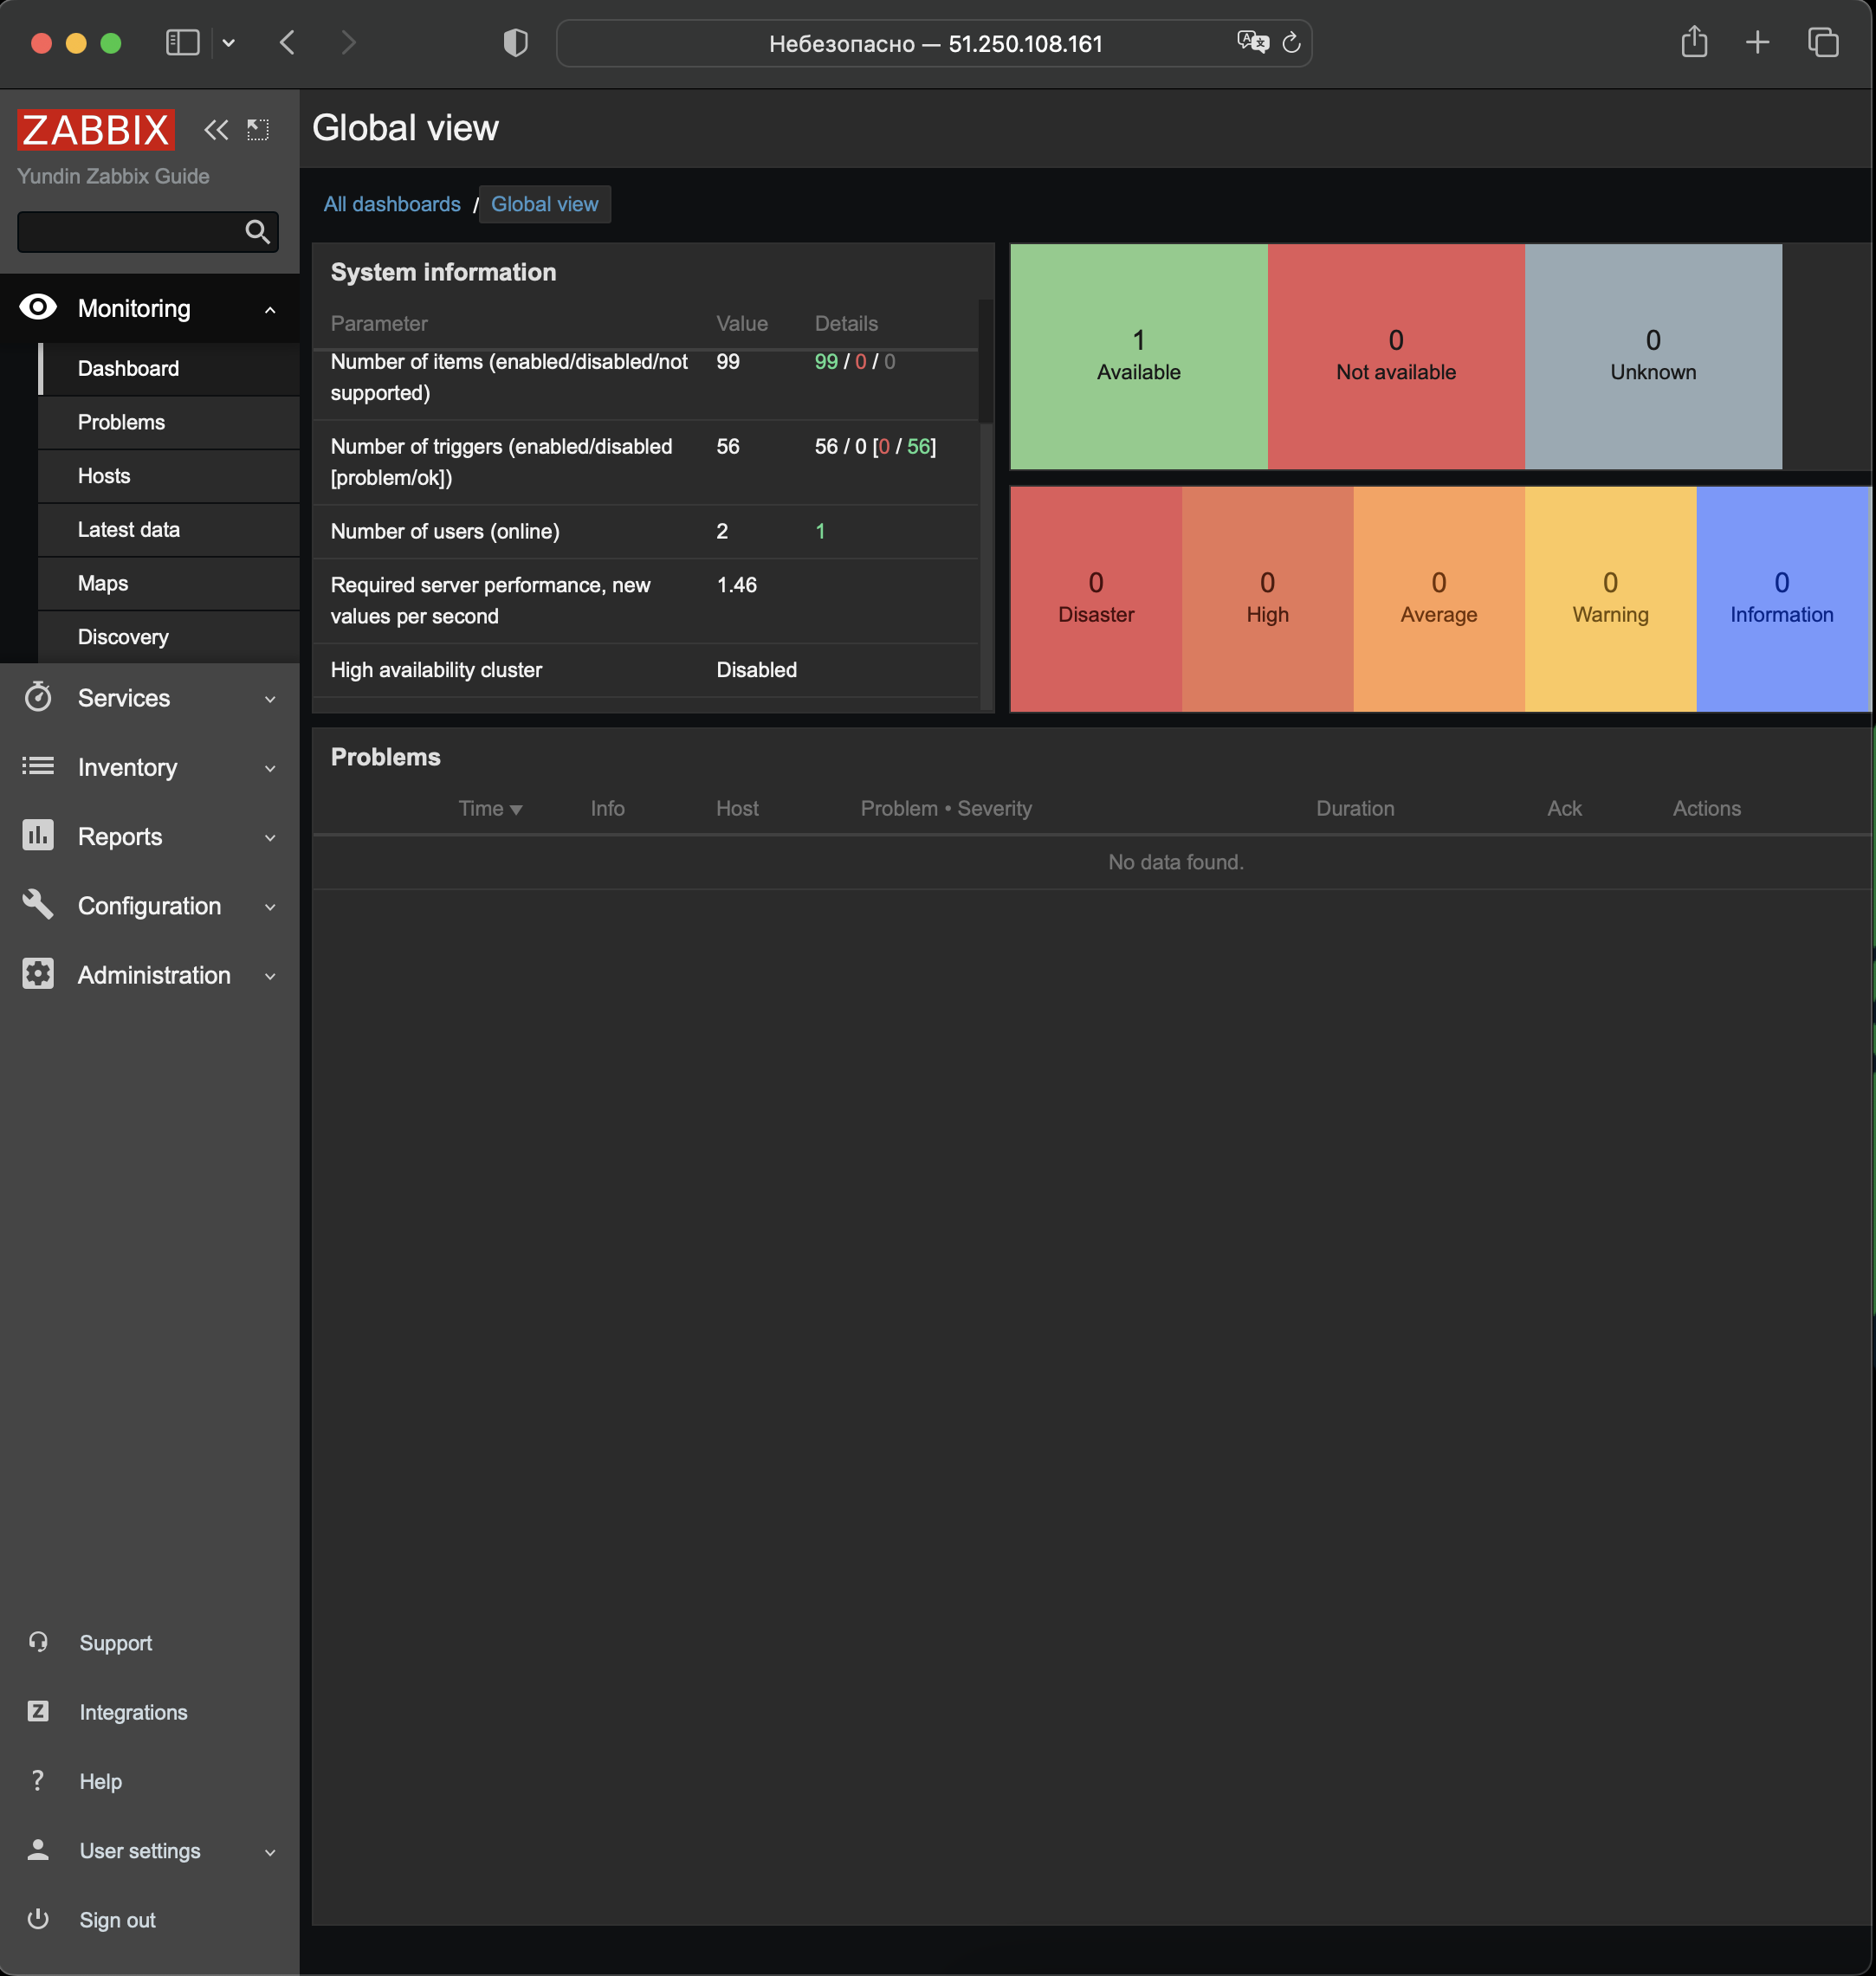 Небезопасно — 51.250.108.161
ZABBIX
Yundin Zabbix Guide
Monitoring
Dashboard
Problems
Hosts
Latest data
Maps
Discovery
Services
Inventory
Reports
Configuration
Administration
Support
Z Integrations
? Help
User settings
Sign out
Global view
All dashboards / Global view
System information
Parameter Value Details
Number of items (enabled/disabled/not 99 99 / 0 / 0
supported)
Number of triggers (enabled/disabled 56 56 / 0 [0 / 56]
[problem/ok])
Number of users (online) 2 1
Required server performance, new 1.46
values per second
High availability cluster Disabled
1 0 0
Available Not available Unknown
0 0 0 0 0
Disaster High Average Warning Information
Problems
Time Info Host Problem • Severity Duration Ack Actions
No data found.